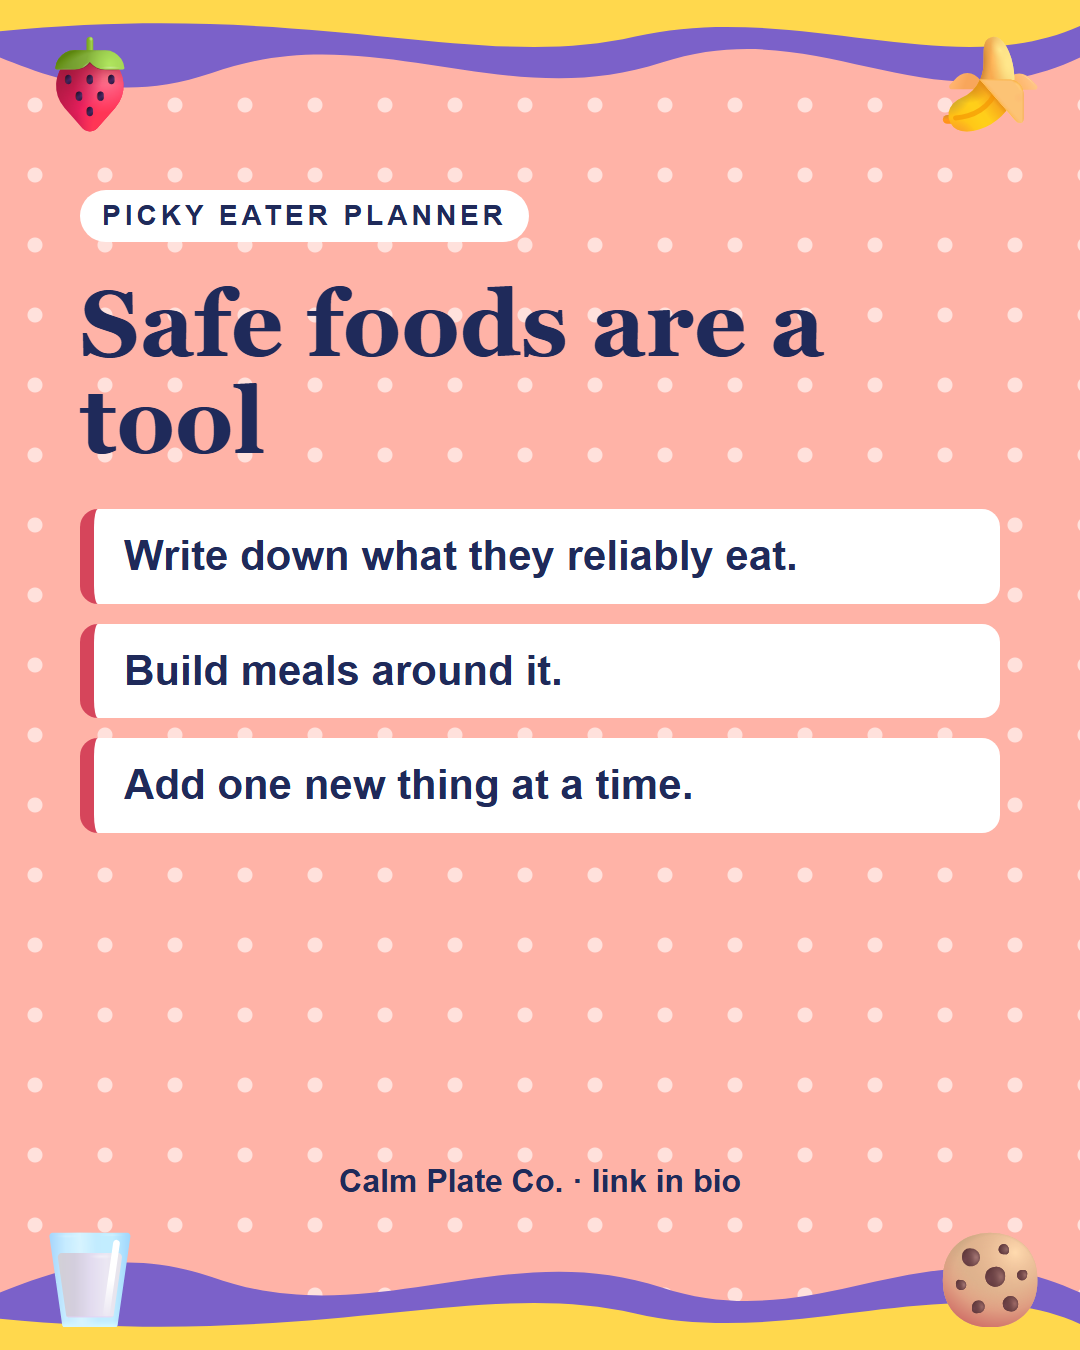 PICKY EATER PLANNER
Safe foods are a
tool
Write down what they reliably eat.
Build meals around it.
Add one new thing at a time.
Calm Plate Co. · link in bio